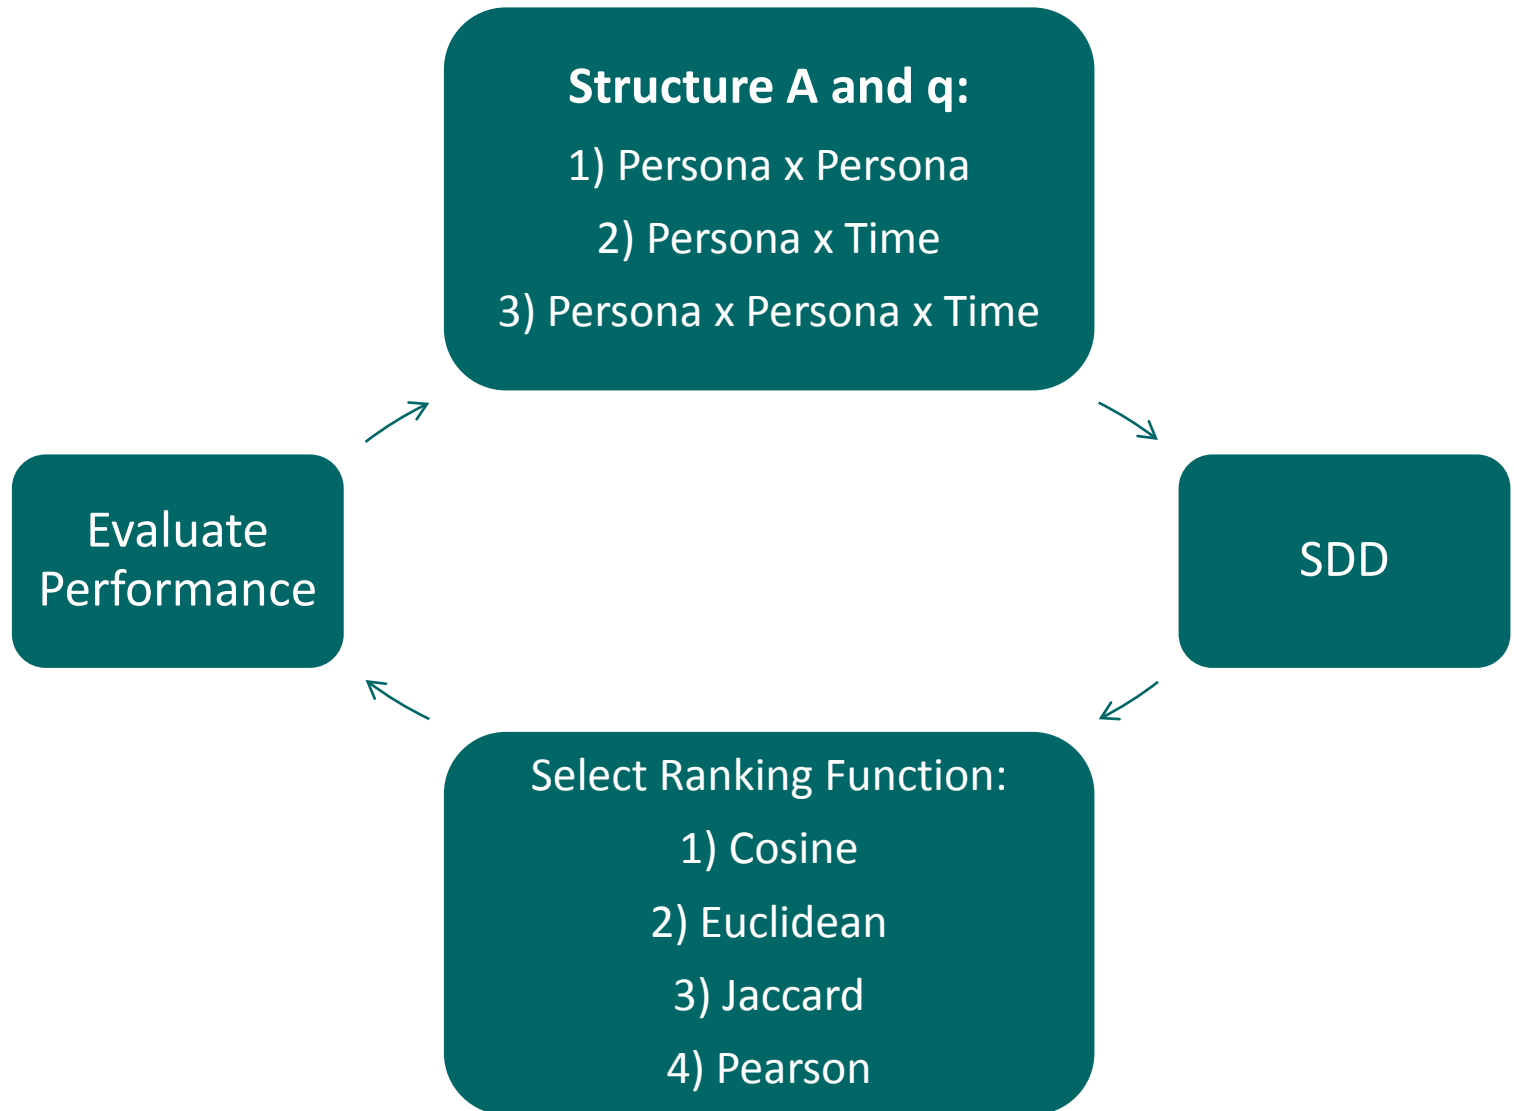 Structure A and q:
1) Persona x Persona
2) Persona x Time
3) Persona x Persona x Time
Evaluate
Performance
SDD
Select Ranking Function:
1) Cosine
2) Euclidean
3) Jaccard
4) Pearson